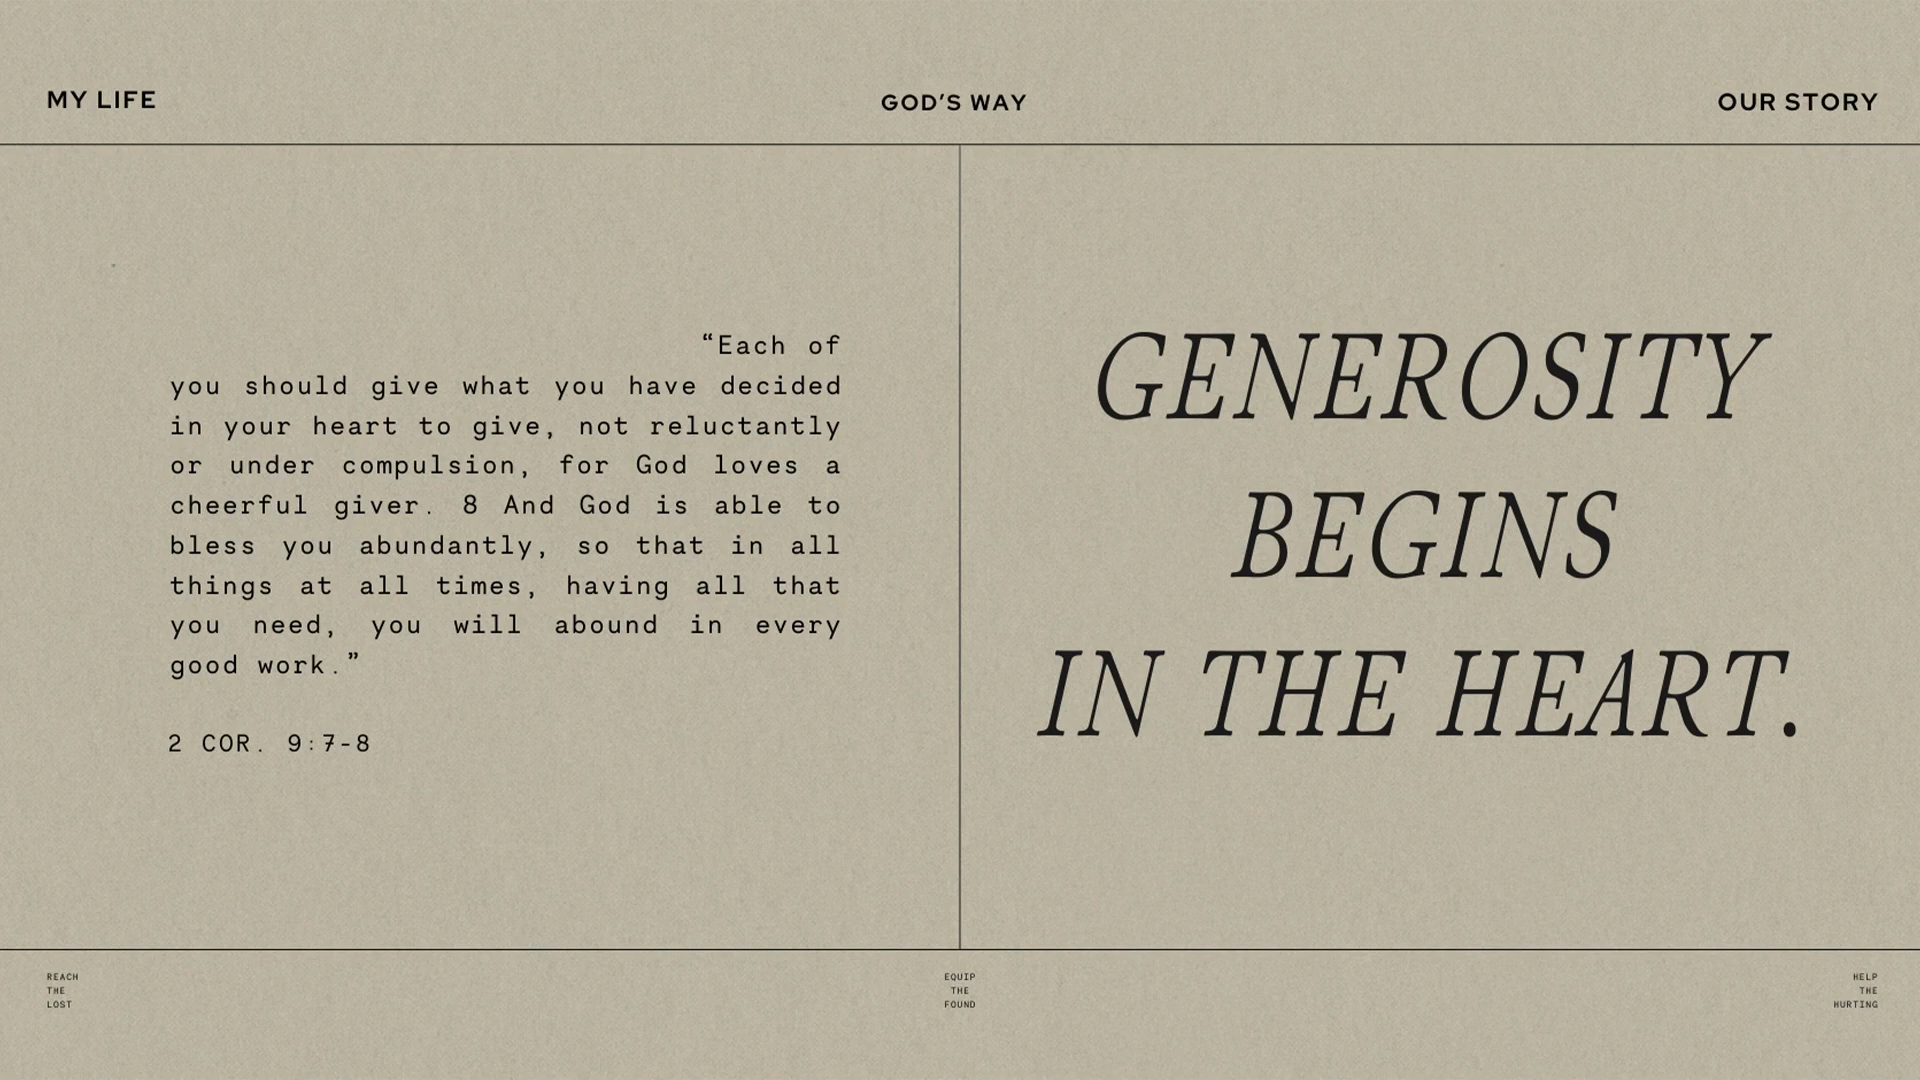 MY LIFE
GOD’S WAY
OUR STORY
“Each of
you should give what you have decided
in your heart to give, not reluctantly
or under compulsion, for God loves a
cheerful giver. 8 And God is able to
bless you abundantly, so that in all
things at all times, having all that
you need, you will abound in every
good work.”
2 COR. 9:7-8
GENEROSITY
BEGINS
IN THE HEART.
REACH
THE
LOST
EQUIP
THE
FOUND
HELP
THE
HURTING